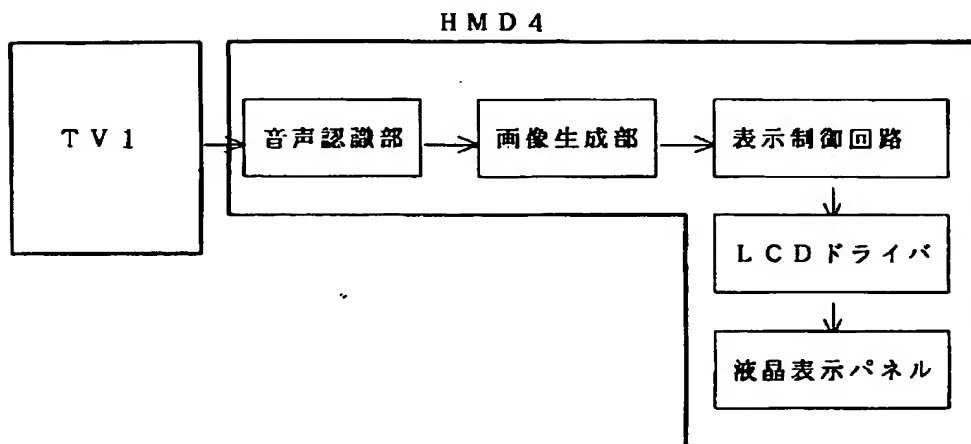 HMD4
TV1
音声認識部
画像生成部
表示制御回路
LCDドライバ
液晶表示パネル